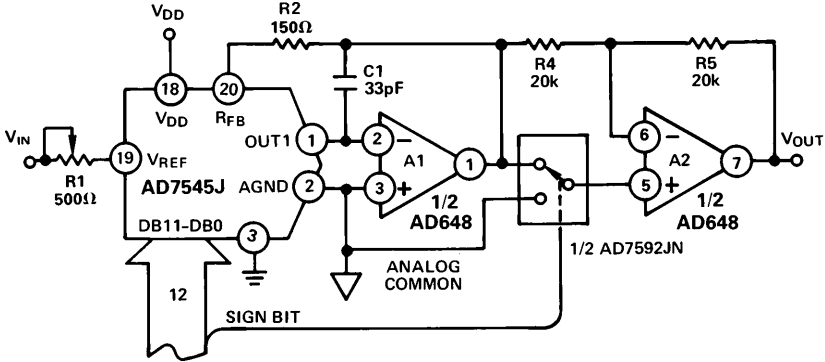 VDD
R2
150Ω
C1
33pF
R4
20k
R5
20k
18
VDD
20
RFB
VIN
R1
500Ω
19
VREF
AD7545J
OUT1
1
AGND
2
DB11–DB0
3
2
–
A1
3
+
1
1/2
AD648
6
–
A2
5
+
7
1/2
AD648
VOUT
1/2 AD7592JN
ANALOG
COMMON
12
SIGN BIT